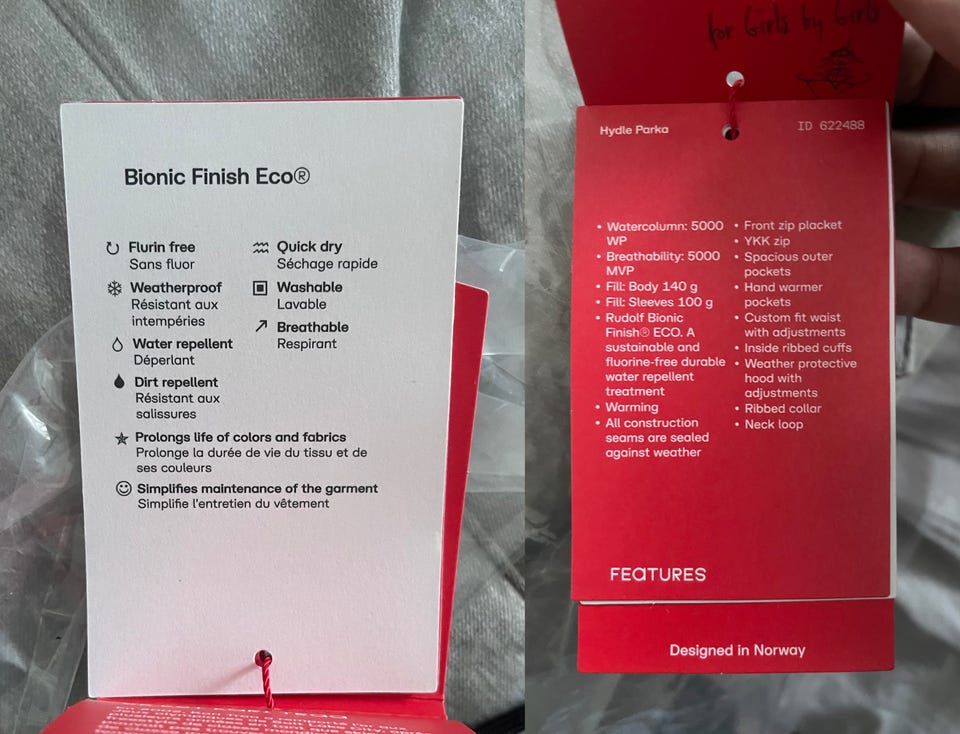 Bionic Finish Eco®
Flurin free
Sans fluor
Weatherproof
Résistant aux
intempéries
Water repellent
Déperlant
Dirt repellent
Résistant aux
salissures
Quick dry
Séchage rapide
Washable
Lavable
Breathable
Respirant
Prolongs life of colors and fabrics
Prolonge la durée de vie du tissu et de
ses couleurs
Simplifies maintenance of the garment
Simplifie l'entretien du vêtement
for Girls by Girls
Hydle Parka
ID 622488
• Watercolumn: 5000
WP
• Breathability: 5000
MVP
• Fill: Body 140 g
• Fill: Sleeves 100 g
• Rudolf Bionic
Finish® ECO. A
sustainable and
fluorine-free durable
water repellent
treatment
• Warming
• All construction
seams are sealed
against weather
• Front zip placket
• YKK zip
• Spacious outer
pockets
• Hand warmer
pockets
• Custom fit waist
with adjustments
• Inside ribbed cuffs
• Weather protective
hood with
adjustments
• Ribbed collar
• Neck loop
FEATURES
Designed in Norway